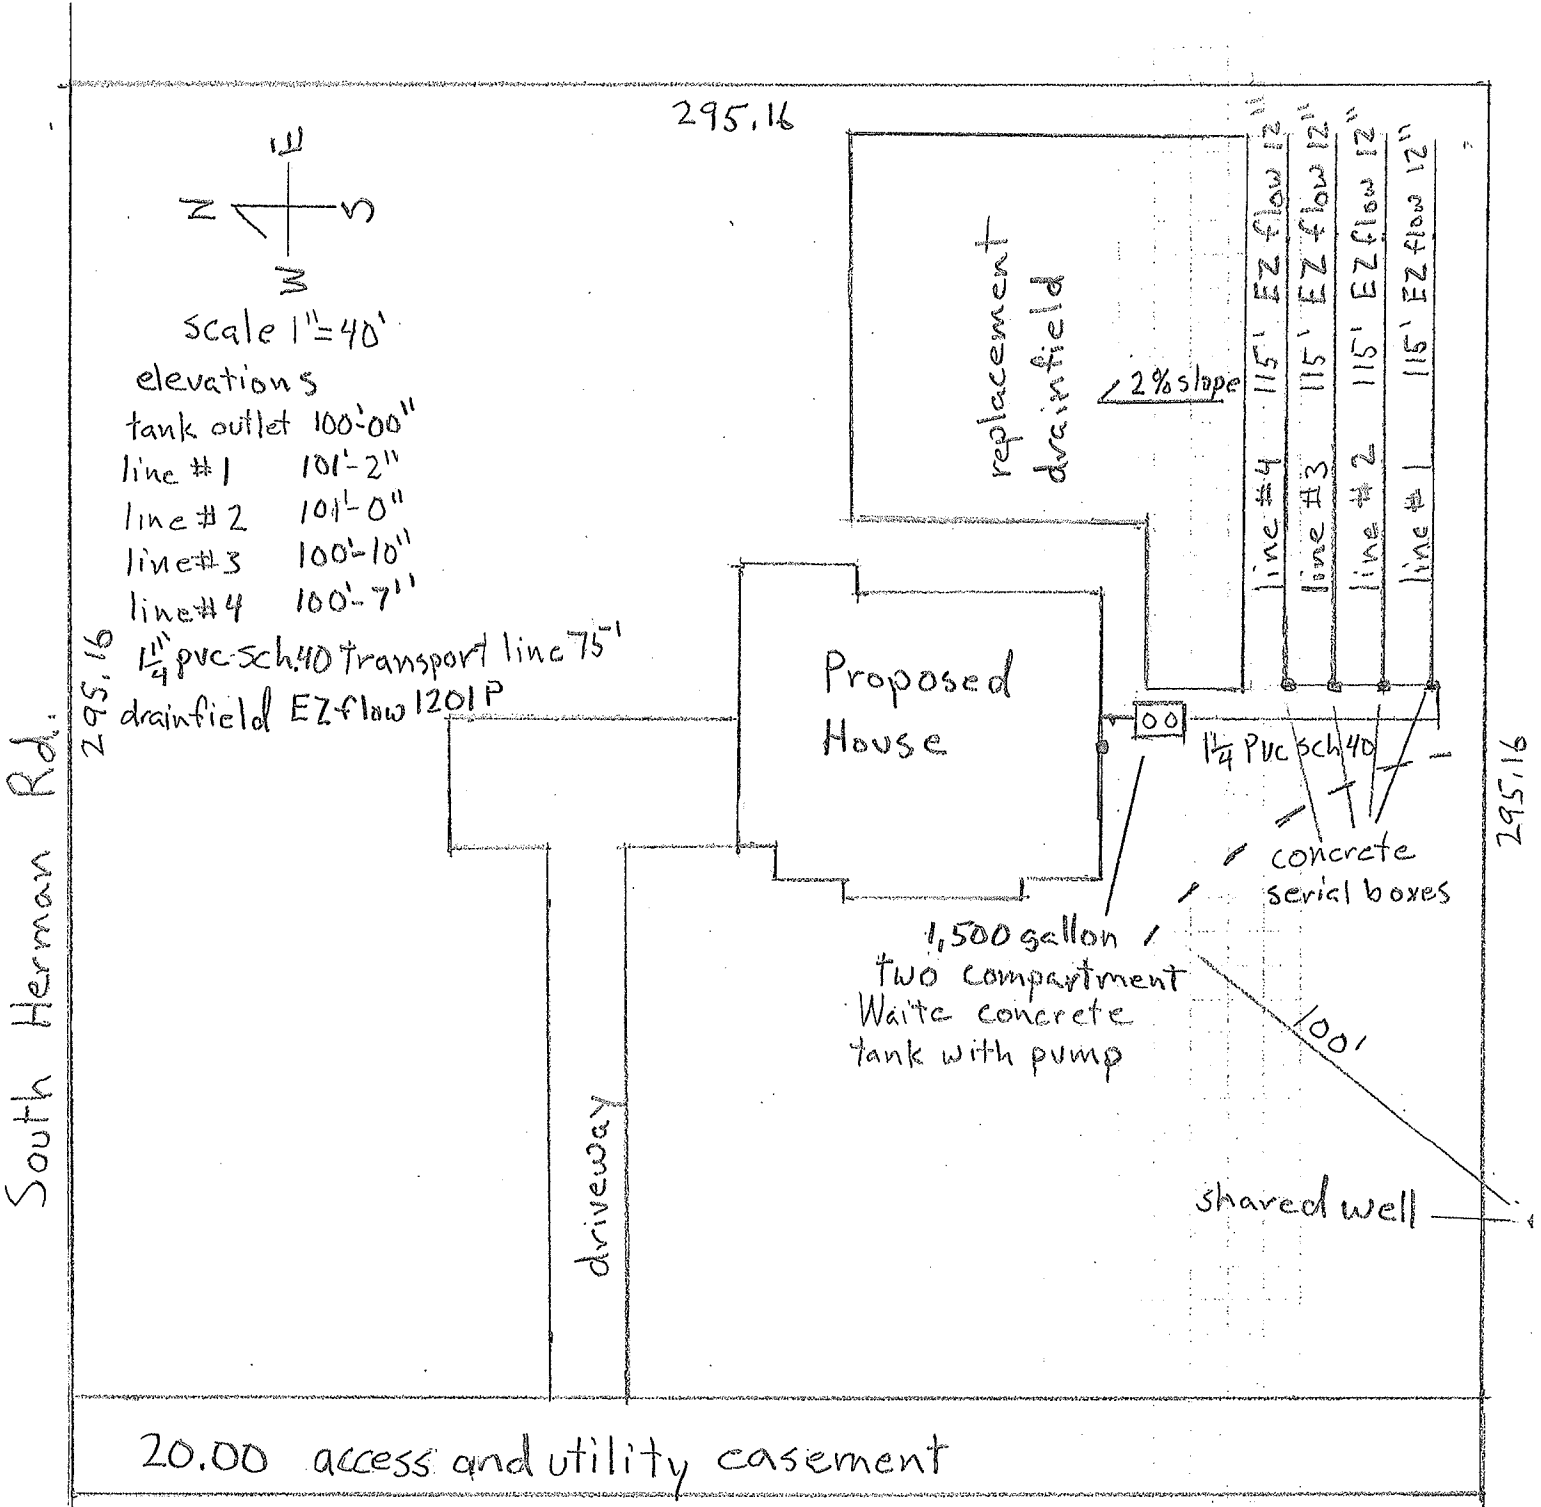 295.16
E
N
S
W
scale 1"=40'
elevations
tank outlet 100'-00"
line #1 101'-2"
line #2 101'-0"
line #3 100'-10"
line #4 100'-7"
1 1/4" pvc sch.40 transport line 75'
drainfield EZ flow 1201P
295.16
South Herman Rd.
replacement
drainfield
2% slope
line #4 115' EZ flow 12"
line #3 115' EZ flow 12"
line #2 115' EZ flow 12"
line #1 115' EZ flow 12"
Proposed
House
1 1/4 PVC sch 40
295.16
concrete
serial boxes
1,500 gallon
two compartment
Waite concrete
tank with pump
100'
shared well
driveway
20.00 access and utility easement